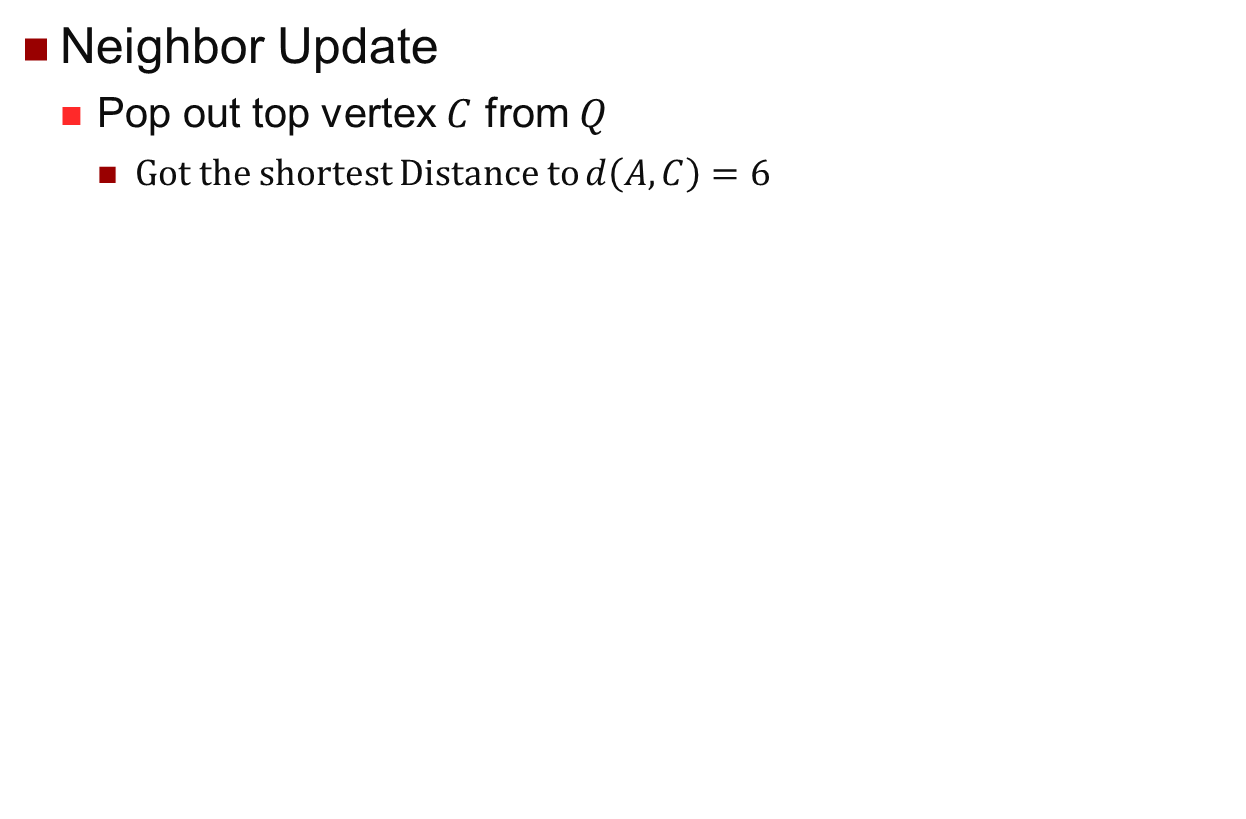 Neighbor Update
Pop out top vertex C from Q
Got the shortest Distance to d(A, C) = 6